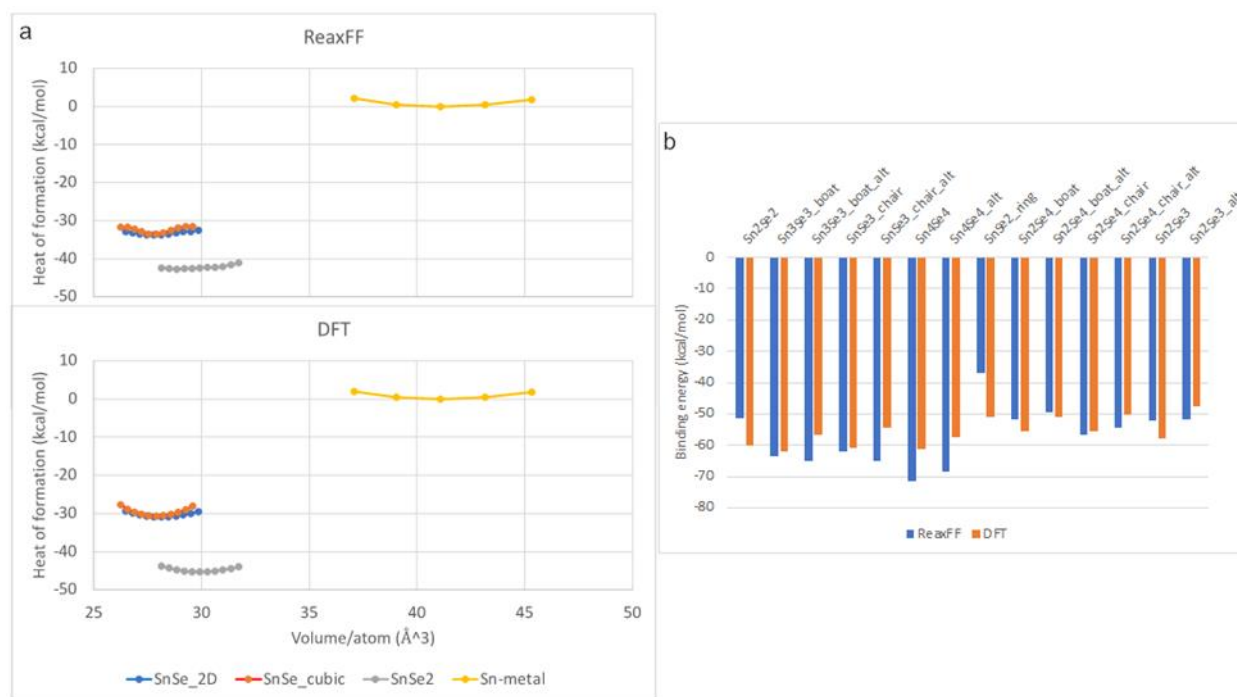 a
ReaxFF
Heat of formation (kcal/mol)
10
0
-10
-20
-30
-40
-50
DFT
Heat of formation (kcal/mol)
10
0
-10
-20
-30
-40
-50
25
30
35
40
45
50
Volume/atom (Å^3)
SnSe_2D
SnSe_cubic
SnSe2
Sn-metal
b
Sn2Se2
Sn3Se3_boat
Sn3Se3_boat_alt
SnSe3_chair
SnSe3_chair_alt
Sn4Se4
Sn4Se4_alt
Sn9e2_ring
Sn2Se4_boat
Sn2Se4_boat_alt
Sn2Se4_chair
Sn2Se4_chair_alt
Sn2Se3
Sn2Se3_alt
Binding energy (kcal/mol)
0
-10
-20
-30
-40
-50
-60
-70
-80
ReaxFF
DFT